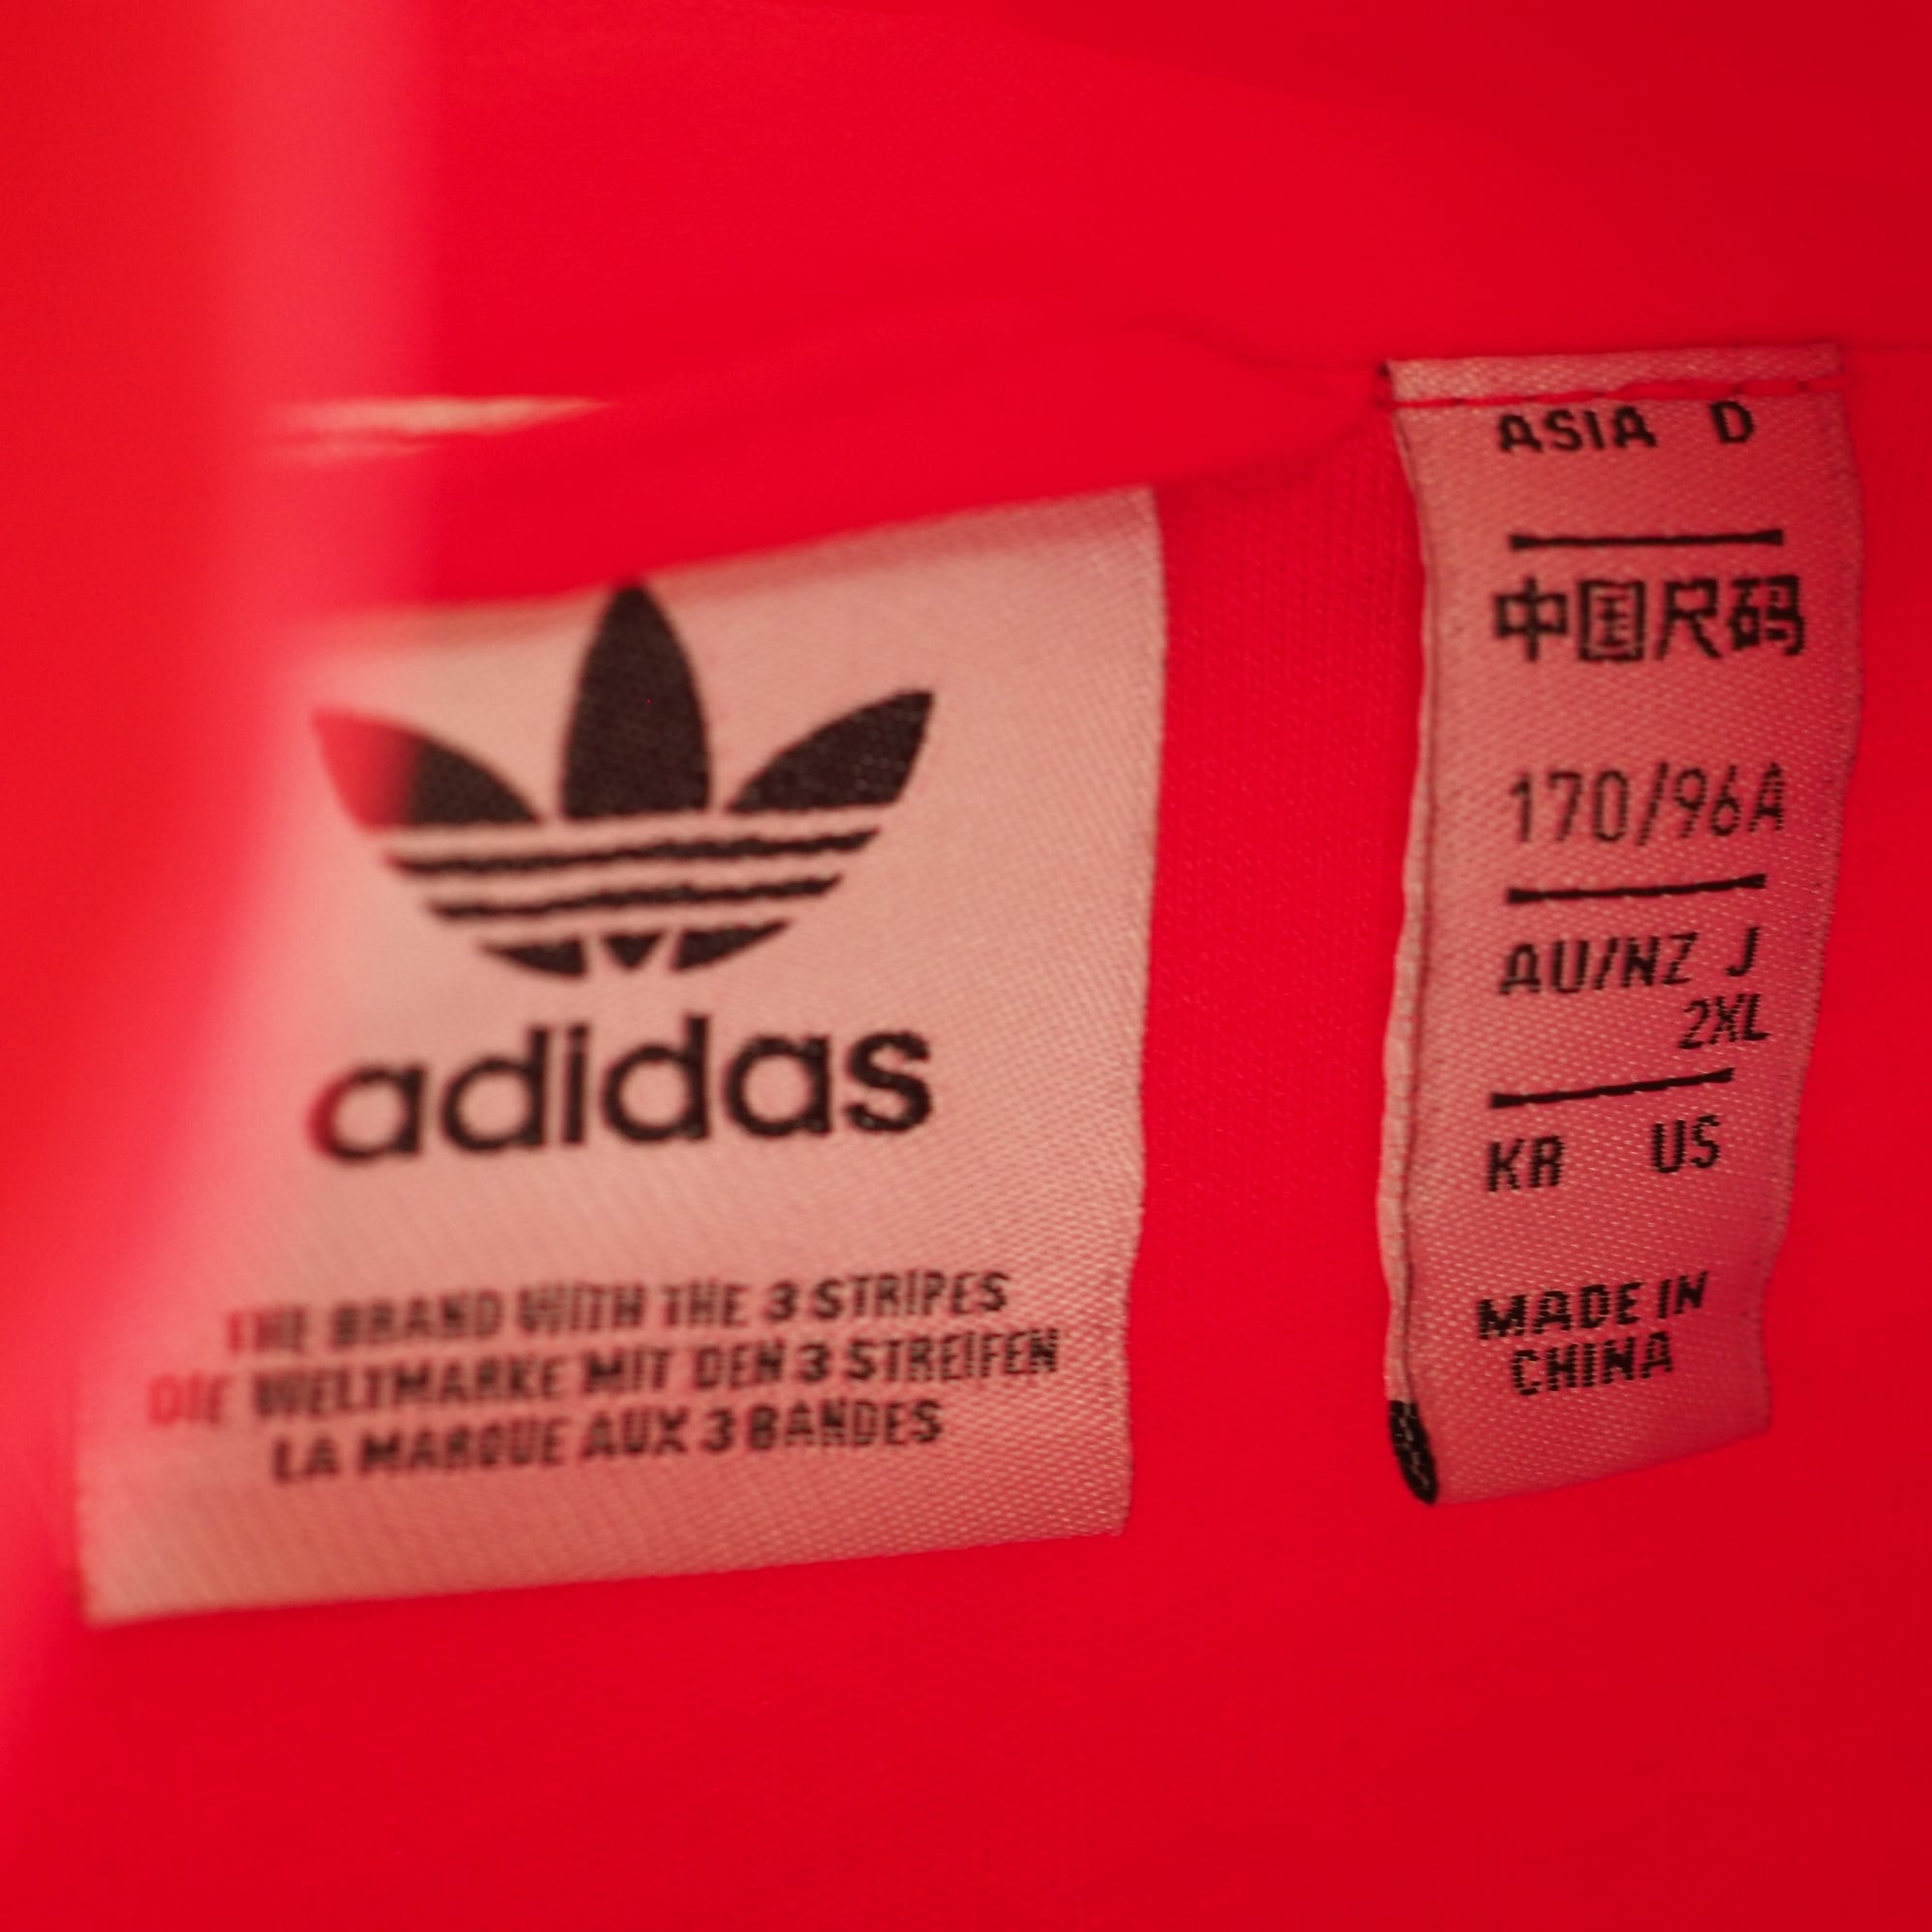 adidas
THE BRAND WITH THE 3 STRIPES
DIE WELTMARKE MIT DEN 3 STREIFEN
LA MARQUE AUX 3 BANDES
ASIA D
中国尺码
170/96A
AU/NZ J
2XL
KR US
MADE IN
CHINA